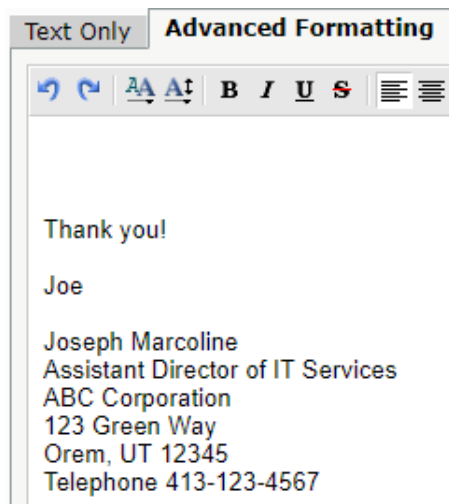 Text Only
Advanced Formatting
AA A B I U S
Thank you!
Joe
Joseph Marcoline
Assistant Director of IT Services
ABC Corporation
123 Green Way
Orem, UT 12345
Telephone 413-123-4567